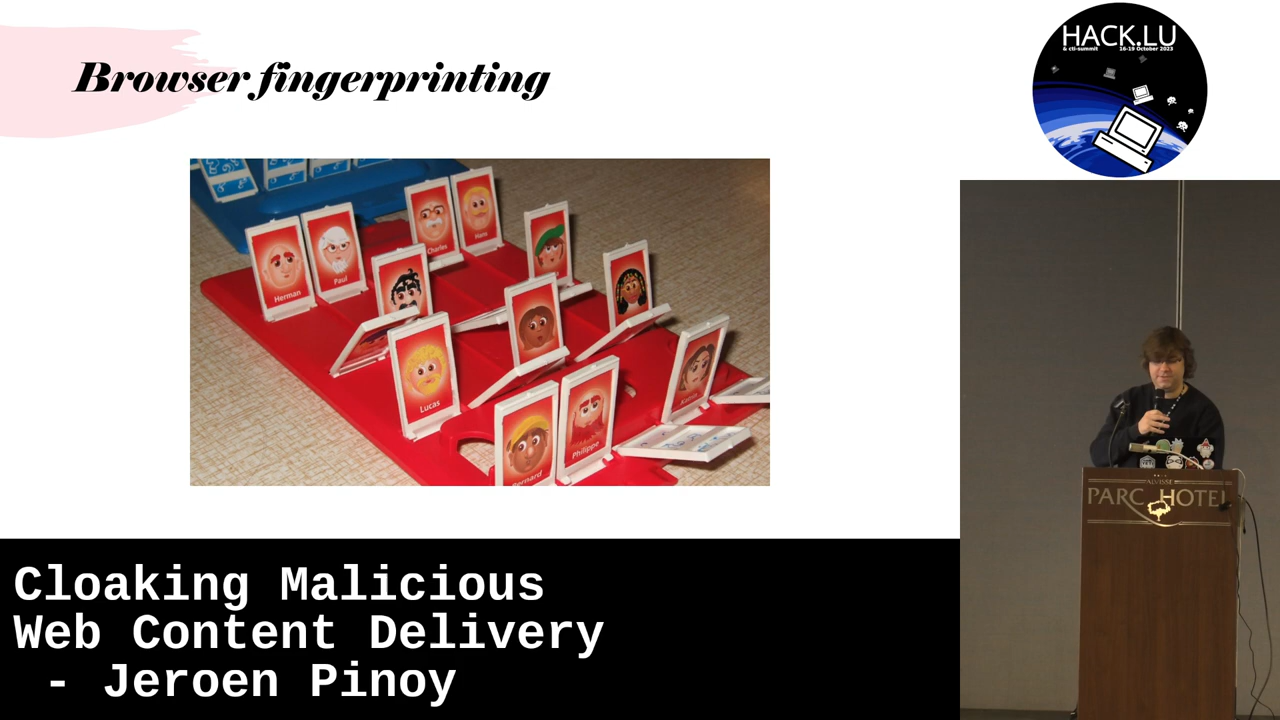 Browser fingerprinting
HACK.LU
& cti-summit 16-19 October 2023
Herman
Paul
Charles
Hans
Lucas
Bernard
Philippe
ALVISSE
PARC HOTEL
Cloaking Malicious
Web Content Delivery
- Jeroen Pinoy